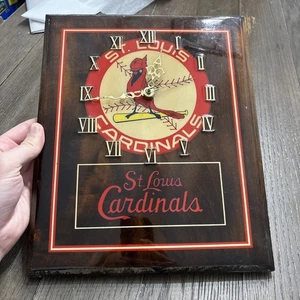 XII
XI
I
ST. LOUIS
X
II
IX
III
VIII
IIII
CARDINALS
VII
V
VI
St Louis
Cardinals